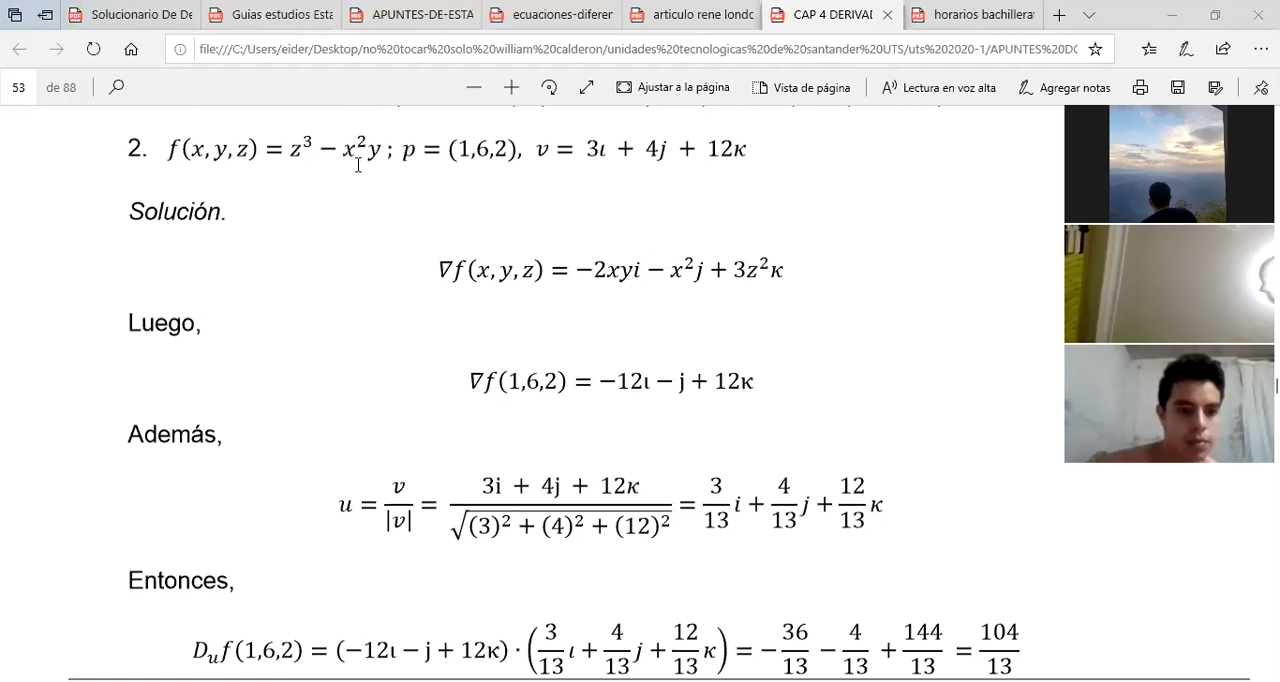 Solucionario De De
Guias estudios Esta
APUNTES-DE-ESTA
ecuaciones-diferen
articulo rene londo
CAP 4 DERIVAD
horarios bachillerat
file:///C:/Users/eider/Desktop/no%20tocar%20solo%20william%20calderon/unidades%20tecnologicas%20de%20santander%20UTS/uts%202020-1/APUNTES%20DC
53 de 88
Ajustar a la página
Vista de página
Lectura en voz alta
Agregar notas
2. f(x, y, z) = z³ − x²y ; p = (1,6,2), v = 3ι + 4j + 12κ
Solución.
∇f(x, y, z) = −2xyi − x²j + 3z²κ
Luego,
∇f(1,6,2) = −12ι − j + 12κ
Además,
u = v/|v| = (3i + 4j + 12κ)/√((3)² + (4)² + (12)²) = 3/13 i + 4/13 j + 12/13 κ
Entonces,
Dᵤf(1,6,2) = (−12ι − j + 12κ) · (3/13 ι + 4/13 j + 12/13 κ) = − 36/13 − 4/13 + 144/13 = 104/13